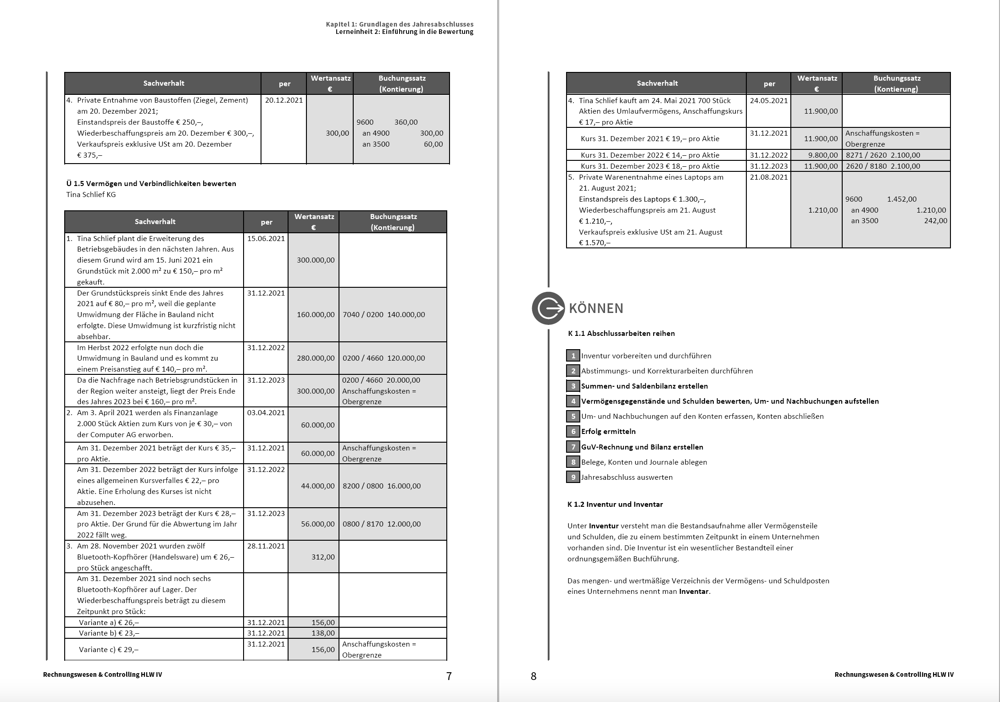 Kapitel 1: Grundlagen des Jahresabschlusses
Lerneinheit 2: Einführung in die Bewertung
Sachverhalt per Wertansatz € Buchungssatz (Kontierung)
4. Private Entnahme von Baustoffen (Ziegel, Zement) 20.12.2021
am 20. Dezember 2021;
Einstandspreis der Baustoffe € 250,–, 9600 360,00
Wiederbeschaffungspreis am 20. Dezember € 300,–, 300,00 an 4900 300,00
Verkaufspreis exklusive USt am 20. Dezember an 3500 60,00
€ 375,–
Ü 1.5 Vermögen und Verbindlichkeiten bewerten
Tina Schlief KG
Sachverhalt per Wertansatz € Buchungssatz (Kontierung)
1. Tina Schlief plant die Erweiterung des 15.06.2021
Betriebsgebäudes in den nächsten Jahren. Aus
diesem Grund wird am 15. Juni 2021 ein 300.000,00
Grundstück mit 2.000 m² zu € 150,– pro m²
gekauft.
Der Grundstückspreis sinkt Ende des Jahres 31.12.2021
2021 auf € 80,– pro m², weil die geplante
Umwidmung der Fläche in Bauland nicht 160.000,00 7040 / 0200 140.000,00
erfolgte. Diese Umwidmung ist kurzfristig nicht
absehbar.
Im Herbst 2022 erfolgte nun doch die 31.12.2022
Umwidmung in Bauland und es kommt zu 280.000,00 0200 / 4660 120.000,00
einem Preisanstieg auf € 140,– pro m².
Da die Nachfrage nach Betriebsgrundstücken in 31.12.2023 0200 / 4660 20.000,00
der Region weiter ansteigt, liegt der Preis Ende 300.000,00 Anschaffungskosten =
des Jahres 2023 bei € 160,– pro m². Obergrenze
2. Am 3. April 2021 werden als Finanzanlage 03.04.2021
2.000 Stück Aktien zum Kurs von je € 30,– von 60.000,00
der Computer AG erworben.
Am 31. Dezember 2021 beträgt der Kurs € 35,– 31.12.2021 60.000,00 Anschaffungskosten =
pro Aktie. Obergrenze
Am 31. Dezember 2022 beträgt der Kurs infolge 31.12.2022
eines allgemeinen Kursverfalles € 22,– pro 44.000,00 8200 / 0800 16.000,00
Aktie. Eine Erholung des Kurses ist nicht
abzusehen.
Am 31. Dezember 2023 beträgt der Kurs € 28,– 31.12.2023
pro Aktie. Der Grund für die Abwertung im Jahr 56.000,00 0800 / 8170 12.000,00
2022 fällt weg.
3. Am 28. November 2021 wurden zwölf 28.11.2021
Bluetooth-Kopfhörer (Handelsware) um € 26,– 312,00
pro Stück angeschafft.
Am 31. Dezember 2021 sind noch sechs
Bluetooth-Kopfhörer auf Lager. Der
Wiederbeschaffungspreis beträgt zu diesem
Zeitpunkt pro Stück:
Variante a) € 26,– 31.12.2021 156,00
Variante b) € 23,– 31.12.2021 138,00
Variante c) € 29,– 31.12.2021 156,00 Anschaffungskosten =
Obergrenze
Rechnungswesen & Controlling HLW IV 7
Sachverhalt per Wertansatz € Buchungssatz (Kontierung)
4. Tina Schlief kauft am 24. Mai 2021 700 Stück 24.05.2021
Aktien des Umlaufvermögens, Anschaffungskurs 11.900,00
€ 17,– pro Aktie
Kurs 31. Dezember 2021 € 19,– pro Aktie 31.12.2021 11.900,00 Anschaffungskosten =
Obergrenze
Kurs 31. Dezember 2022 € 14,– pro Aktie 31.12.2022 9.800,00 8271 / 2620 2.100,00
Kurs 31. Dezember 2023 € 18,– pro Aktie 31.12.2023 11.900,00 2620 / 8180 2.100,00
5. Private Warenentnahme eines Laptops am 21.08.2021
21. August 2021;
Einstandspreis des Laptops € 1.300,–, 9600 1.452,00
Wiederbeschaffungspreis am 21. August 1.210,00 an 4900 1.210,00
€ 1.210,–, an 3500 242,00
Verkaufspreis exklusive USt am 21. August
€ 1.570,–
KÖNNEN
K 1.1 Abschlussarbeiten reihen
1 Inventur vorbereiten und durchführen
2 Abstimmungs- und Korrekturarbeiten durchführen
3 Summen- und Saldenbilanz erstellen
4 Vermögensgegenstände und Schulden bewerten, Um- und Nachbuchungen aufstellen
5 Um- und Nachbuchungen auf den Konten erfassen, Konten abschließen
6 Erfolg ermitteln
7 GuV-Rechnung und Bilanz erstellen
8 Belege, Konten und Journale ablegen
9 Jahresabschluss auswerten
K 1.2 Inventur und Inventar
Unter Inventur versteht man die Bestandsaufnahme aller Vermögensteile
und Schulden, die zu einem bestimmten Zeitpunkt in einem Unternehmen
vorhanden sind. Die Inventur ist ein wesentlicher Bestandteil einer
ordnungsgemäßen Buchführung.
Das mengen- und wertmäßige Verzeichnis der Vermögens- und Schuldposten
eines Unternehmens nennt man Inventar.
8 Rechnungswesen & Controlling HLW IV